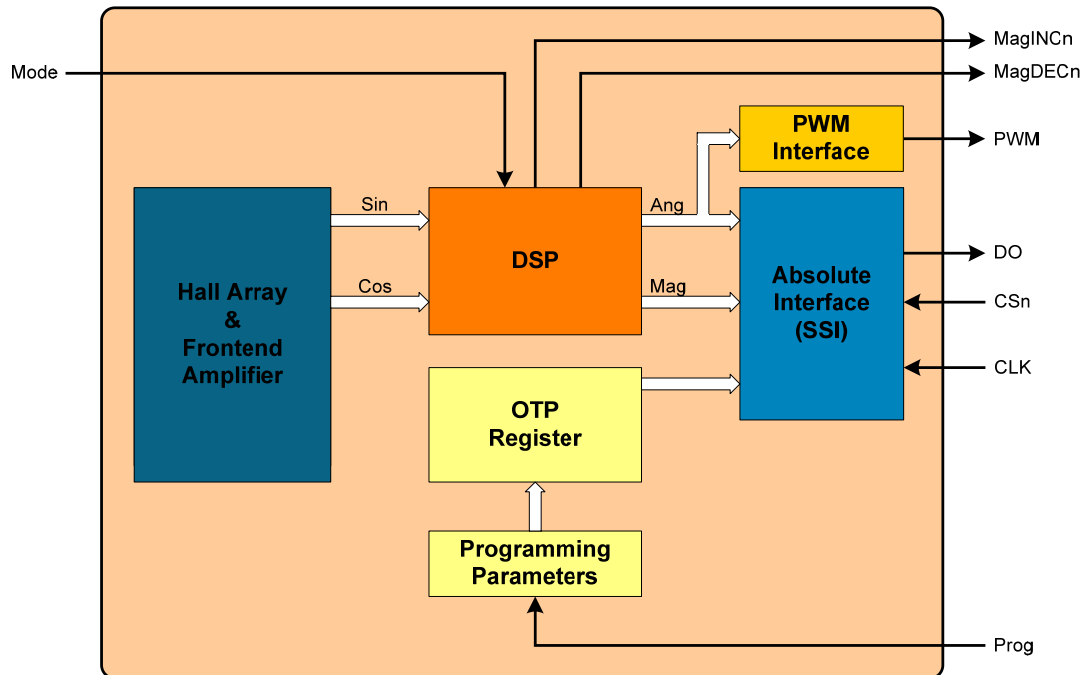 MagINCn
Mode
MagDECn
PWM
Interface
PWM
Sin
Ang
DSP
DO
Hall Array
&
Frontend
Amplifier
Cos
Mag
Absolute
Interface
(SSI)
CSn
CLK
OTP
Register
Programming
Parameters
Prog